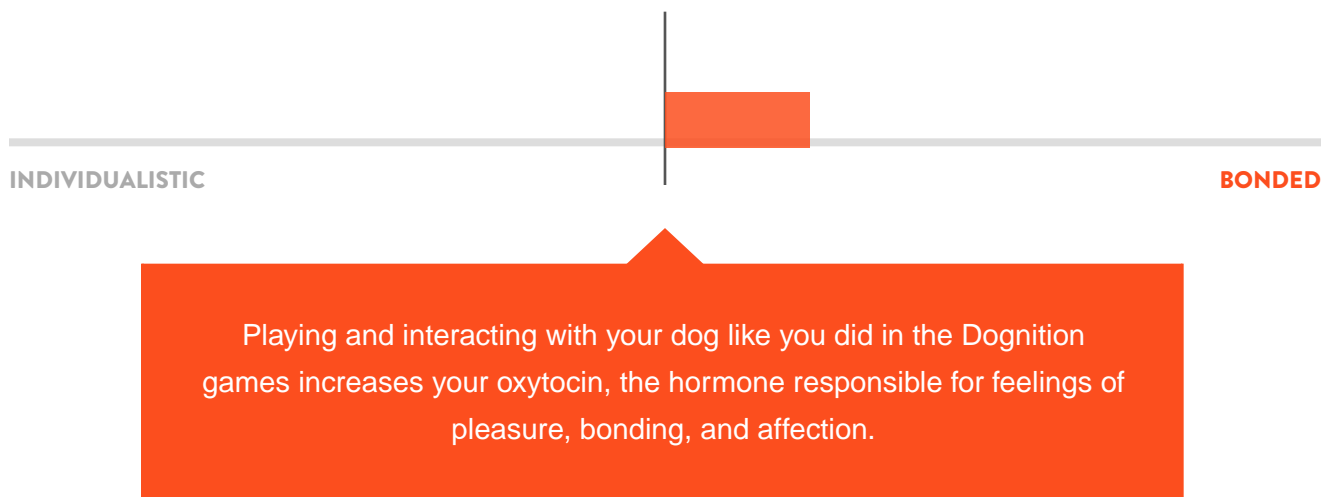 INDIVIDUALISTIC
BONDED
Playing and interacting with your dog like you did in the Dognition
games increases your oxytocin, the hormone responsible for feelings of
pleasure, bonding, and affection.